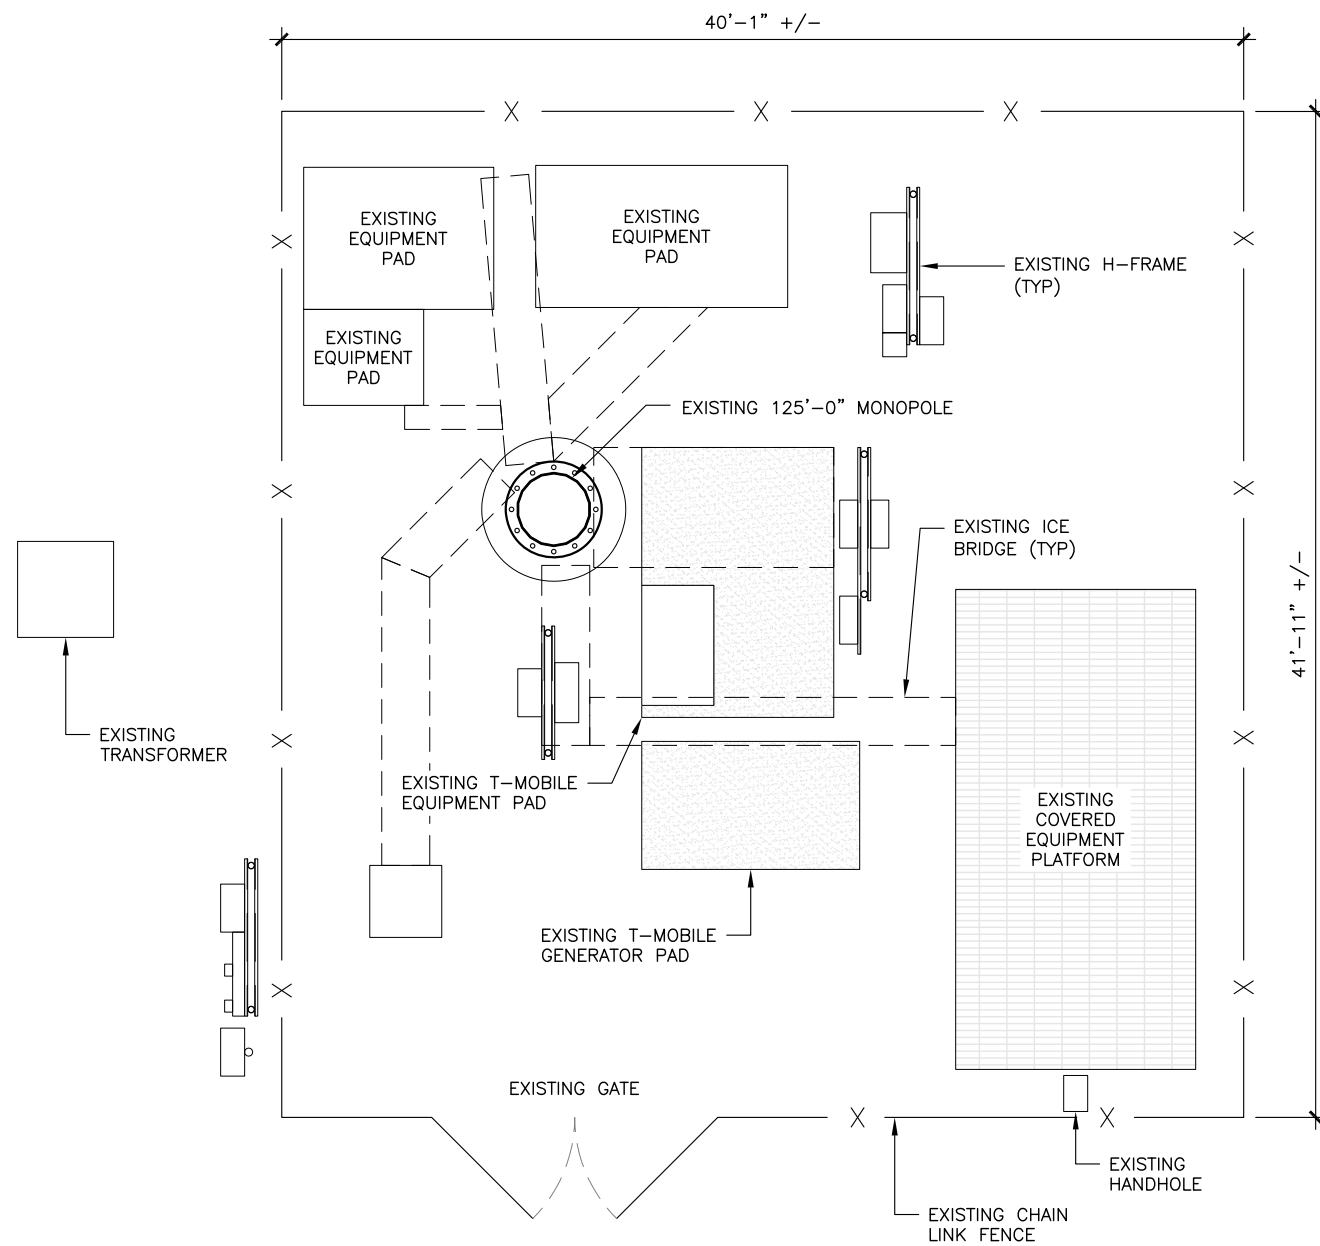 40'-1" +/-
EXISTING
EQUIPMENT
PAD
EXISTING
EQUIPMENT
PAD
EXISTING H-FRAME
(TYP)
EXISTING
EQUIPMENT
PAD
EXISTING 125'-0" MONOPOLE
EXISTING ICE
BRIDGE (TYP)
41'-11" +/-
EXISTING
TRANSFORMER
EXISTING T-MOBILE
EQUIPMENT PAD
EXISTING
COVERED
EQUIPMENT
PLATFORM
EXISTING T-MOBILE
GENERATOR PAD
EXISTING GATE
EXISTING
HANDHOLE
EXISTING CHAIN
LINK FENCE